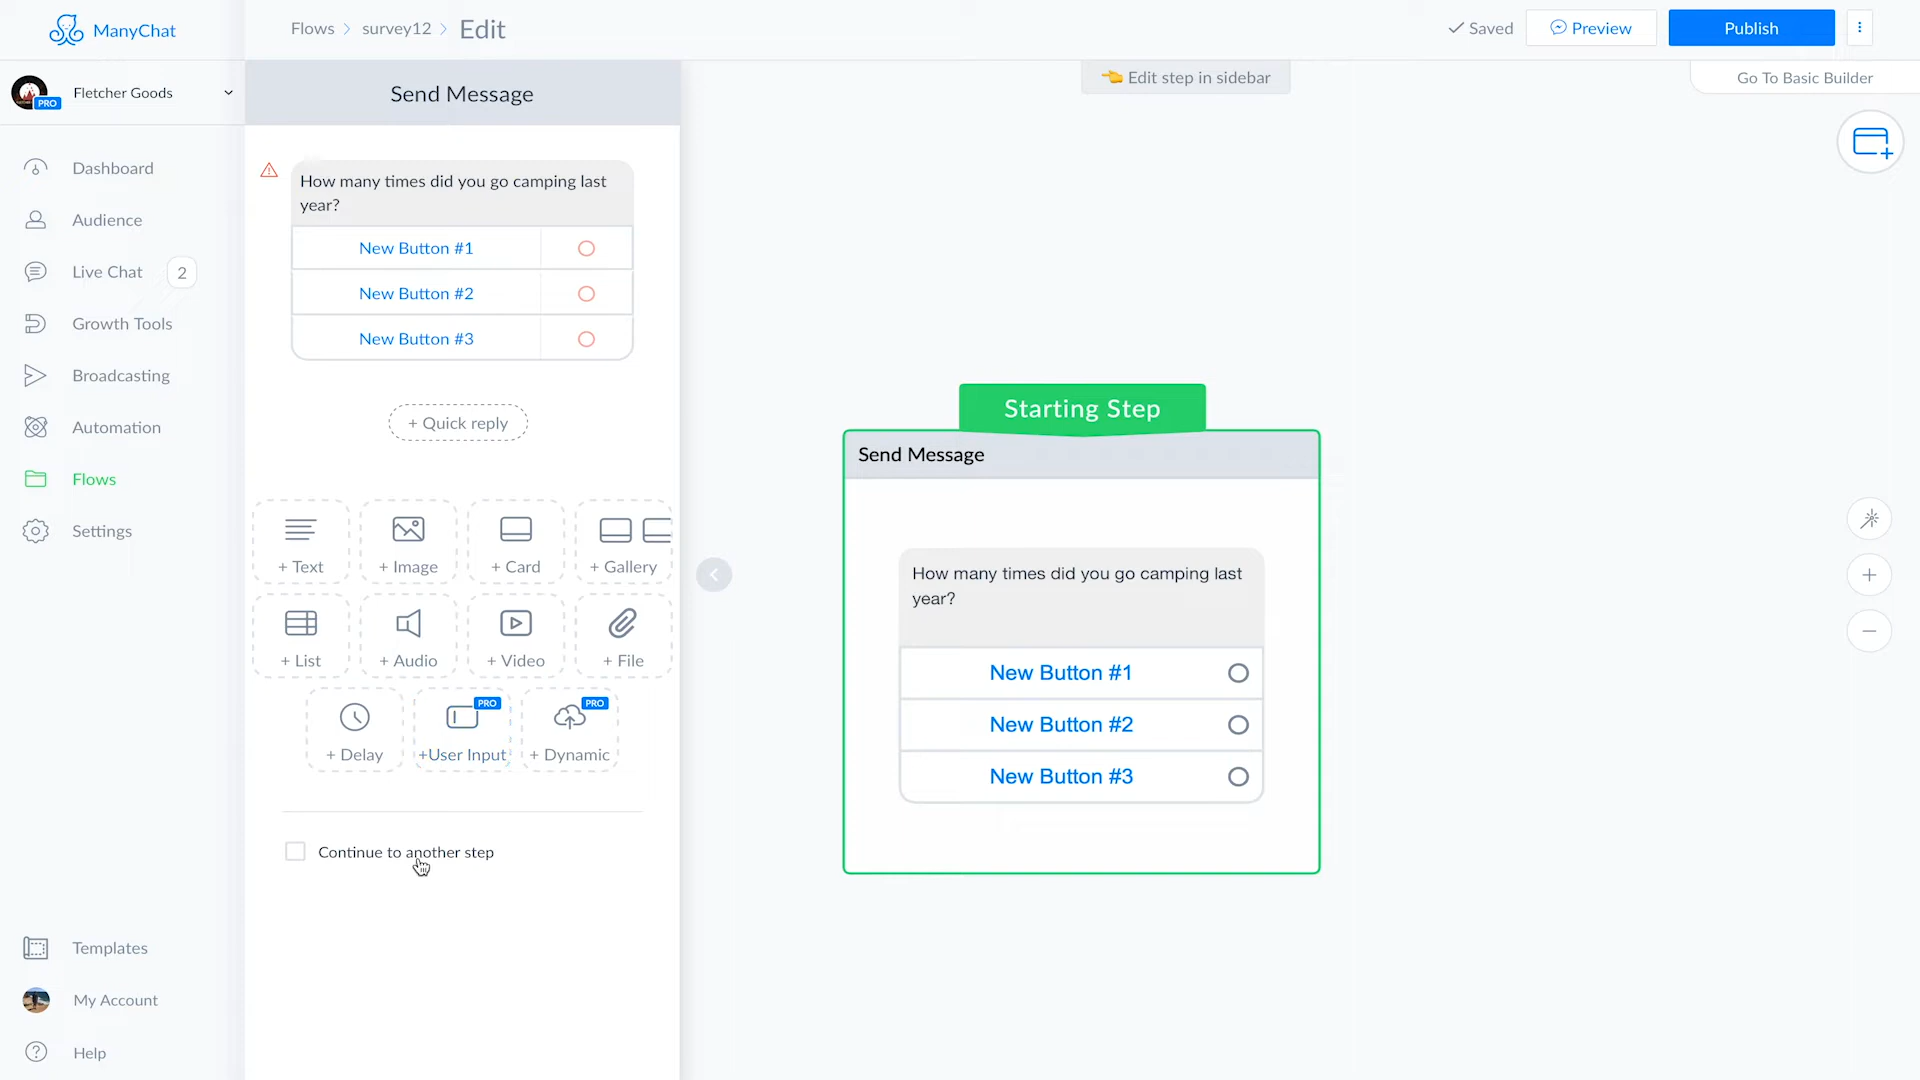 ManyChat
Flows
survey12
Edit
Saved
Preview
Publish
PRO
Fletcher Goods
Send Message
Edit step in sidebar
Go To Basic Builder
Dashboard
Audience
Live Chat
2
Growth Tools
Broadcasting
Automation
Flows
Settings
Templates
My Account
Help
How many times did you go camping last
year?
New Button #1
New Button #2
New Button #3
+ Quick reply
+ Text
+ Image
+ Card
+ Gallery
+ List
+ Audio
+ Video
+ File
PRO
PRO
+ Delay
+User Input
+ Dynamic
Continue to another step
Starting Step
Send Message
How many times did you go camping last
year?
New Button #1
New Button #2
New Button #3